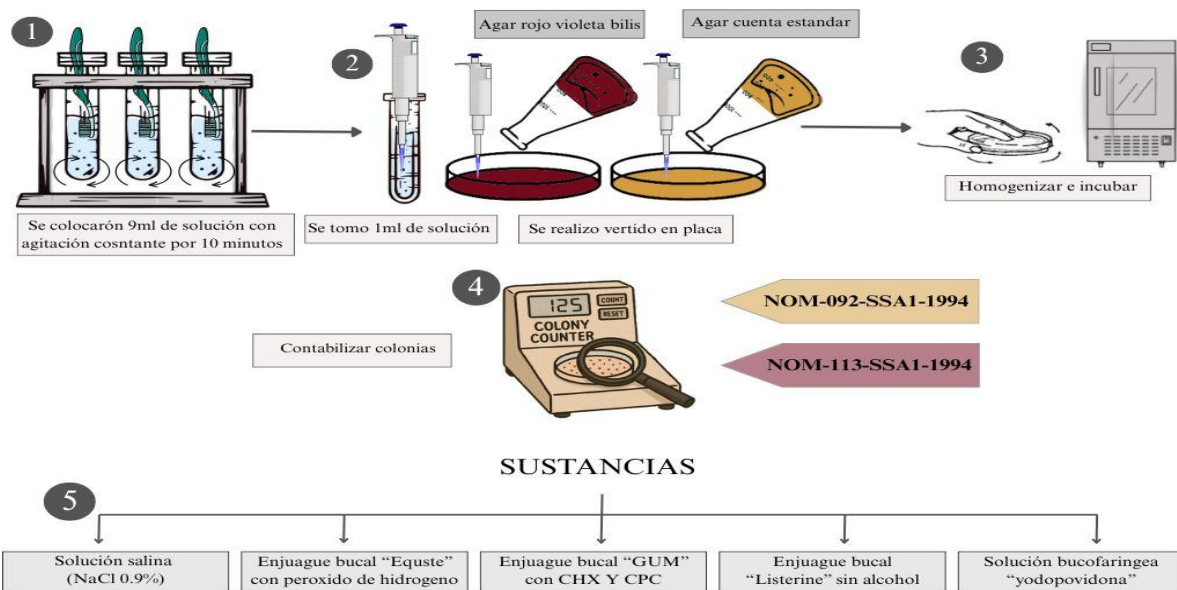 1
2
Agar rojo violeta bilis
Agar cuenta estandar
3
Se colocarón 9ml de solución con
agitación cosntante por 10 minutos
Se tomo 1ml de solución
Se realizo vertido en placa
Homogenizar e incubar
4
Contabilizar colonias
125
COUNT
RESET
COLONY
COUNTER
NOM-092-SSA1-1994
NOM-113-SSA1-1994
SUSTANCIAS
5
Solución salina
(NaCl 0.9%)
Enjuague bucal “Equste”
con peroxido de hidrogeno
Enjuague bucal “GUM”
con CHX Y CPC
Enjuague bucal
“Listerine” sin alcohol
Solución bucofaringea
“yodopovidona”